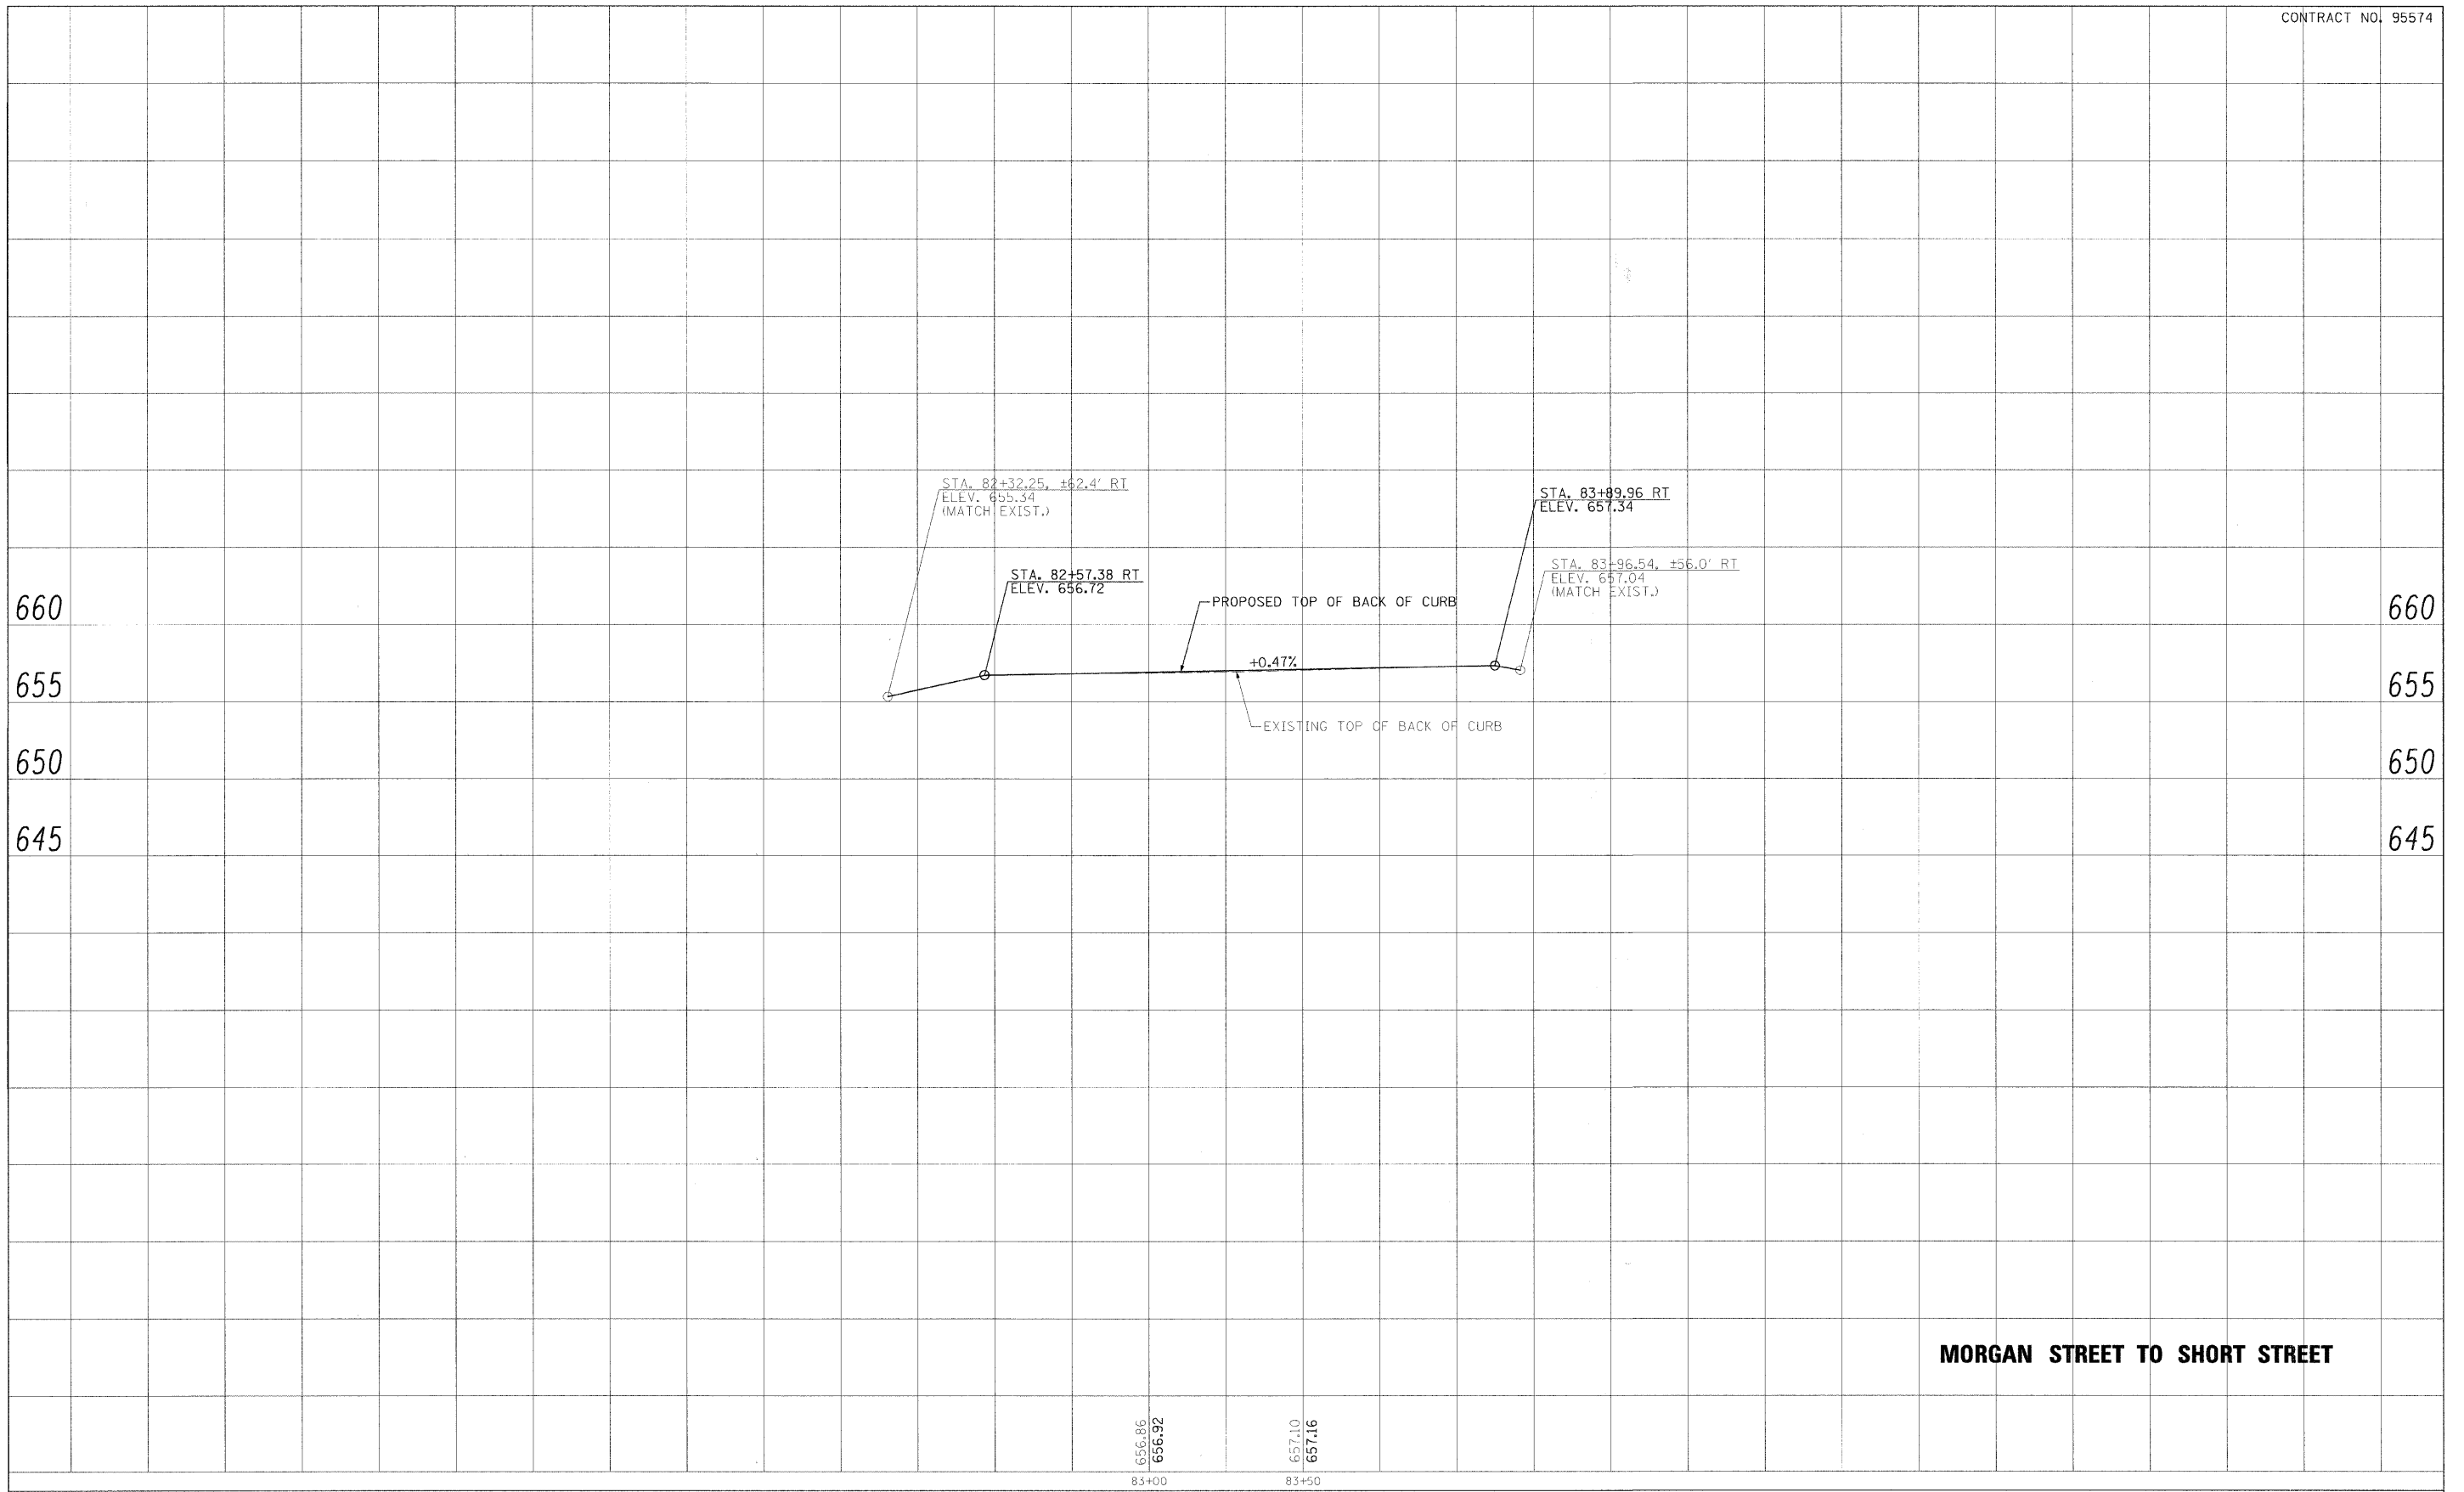 CONTRACT NO. 95574
STA. 82+32.25, ±62.4' RT
ELEV. 655.34
(MATCH EXIST.)
STA. 83+89.96 RT
ELEV. 657.34
STA. 82+57.38 RT
ELEV. 656.72
STA. 83+96.54, ±56.0' RT
ELEV. 657.04
(MATCH EXIST.)
PROPOSED TOP OF BACK OF CURB
660
660
+0.47%
655
655
EXISTING TOP OF BACK OF CURB
650
650
645
645
MORGAN STREET TO SHORT STREET
656.86
656.92
657.10
657.16
83+00
83+50